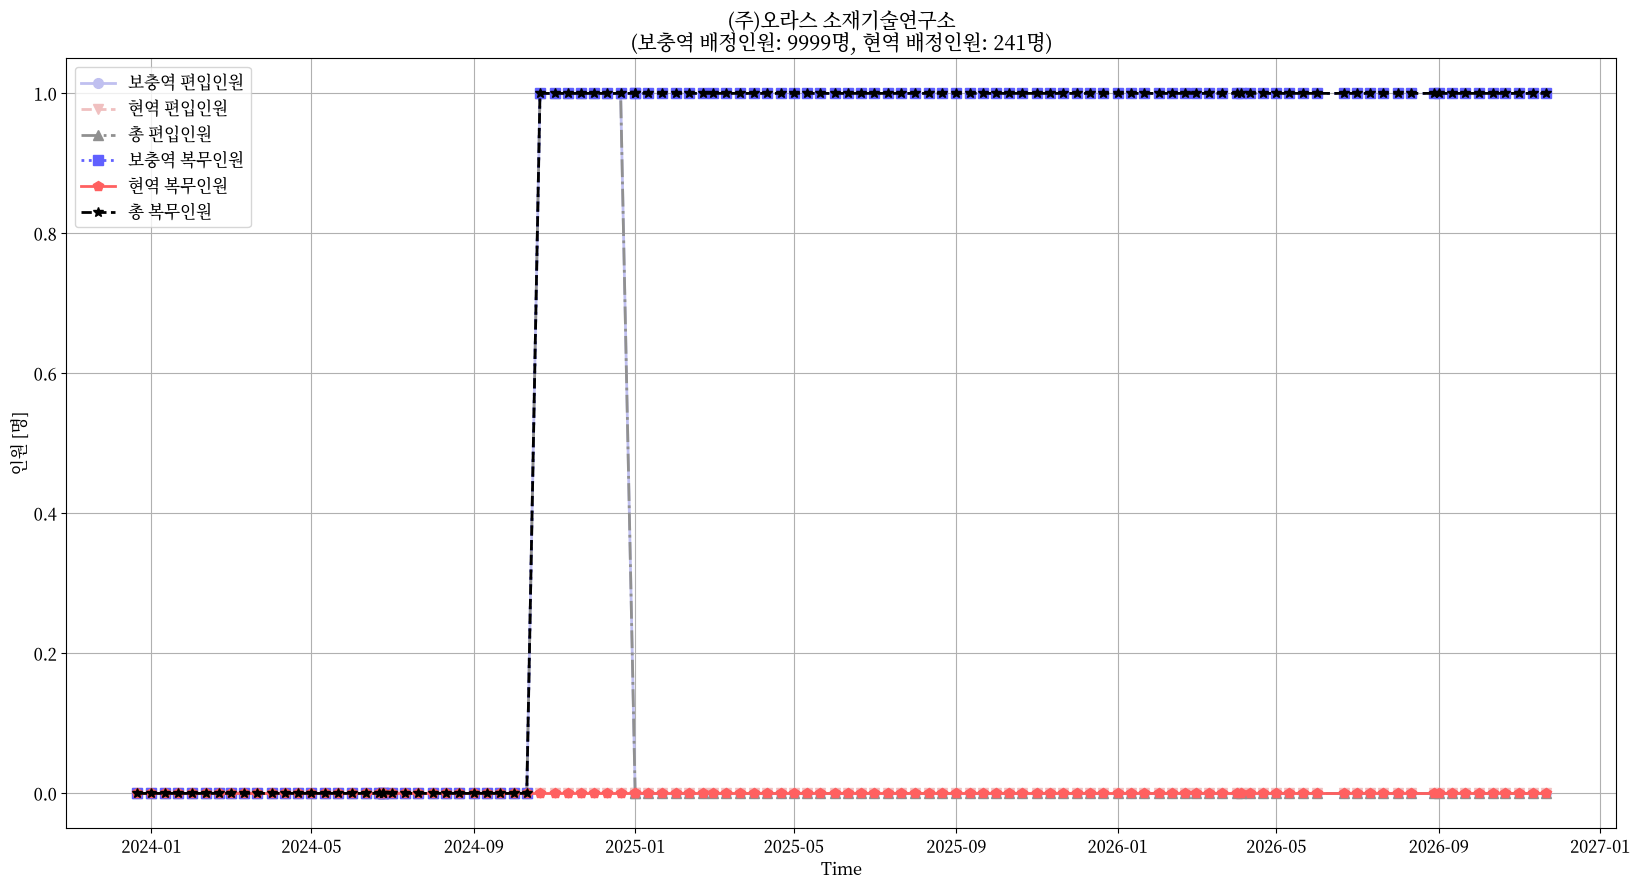 (주)오라스 소재기술연구소
(보충역 배정인원: 9999명, 현역 배정인원: 241명)
보충역 편입인원
현역 편입인원
총 편입인원
보충역 복무인원
현역 복무인원
총 복무인원
1.0
0.8
0.6
0.4
0.2
0.0
인원 [명]
2024-01
2024-05
2024-09
2025-01
2025-05
2025-09
2026-01
2026-05
2026-09
2027-01
Time